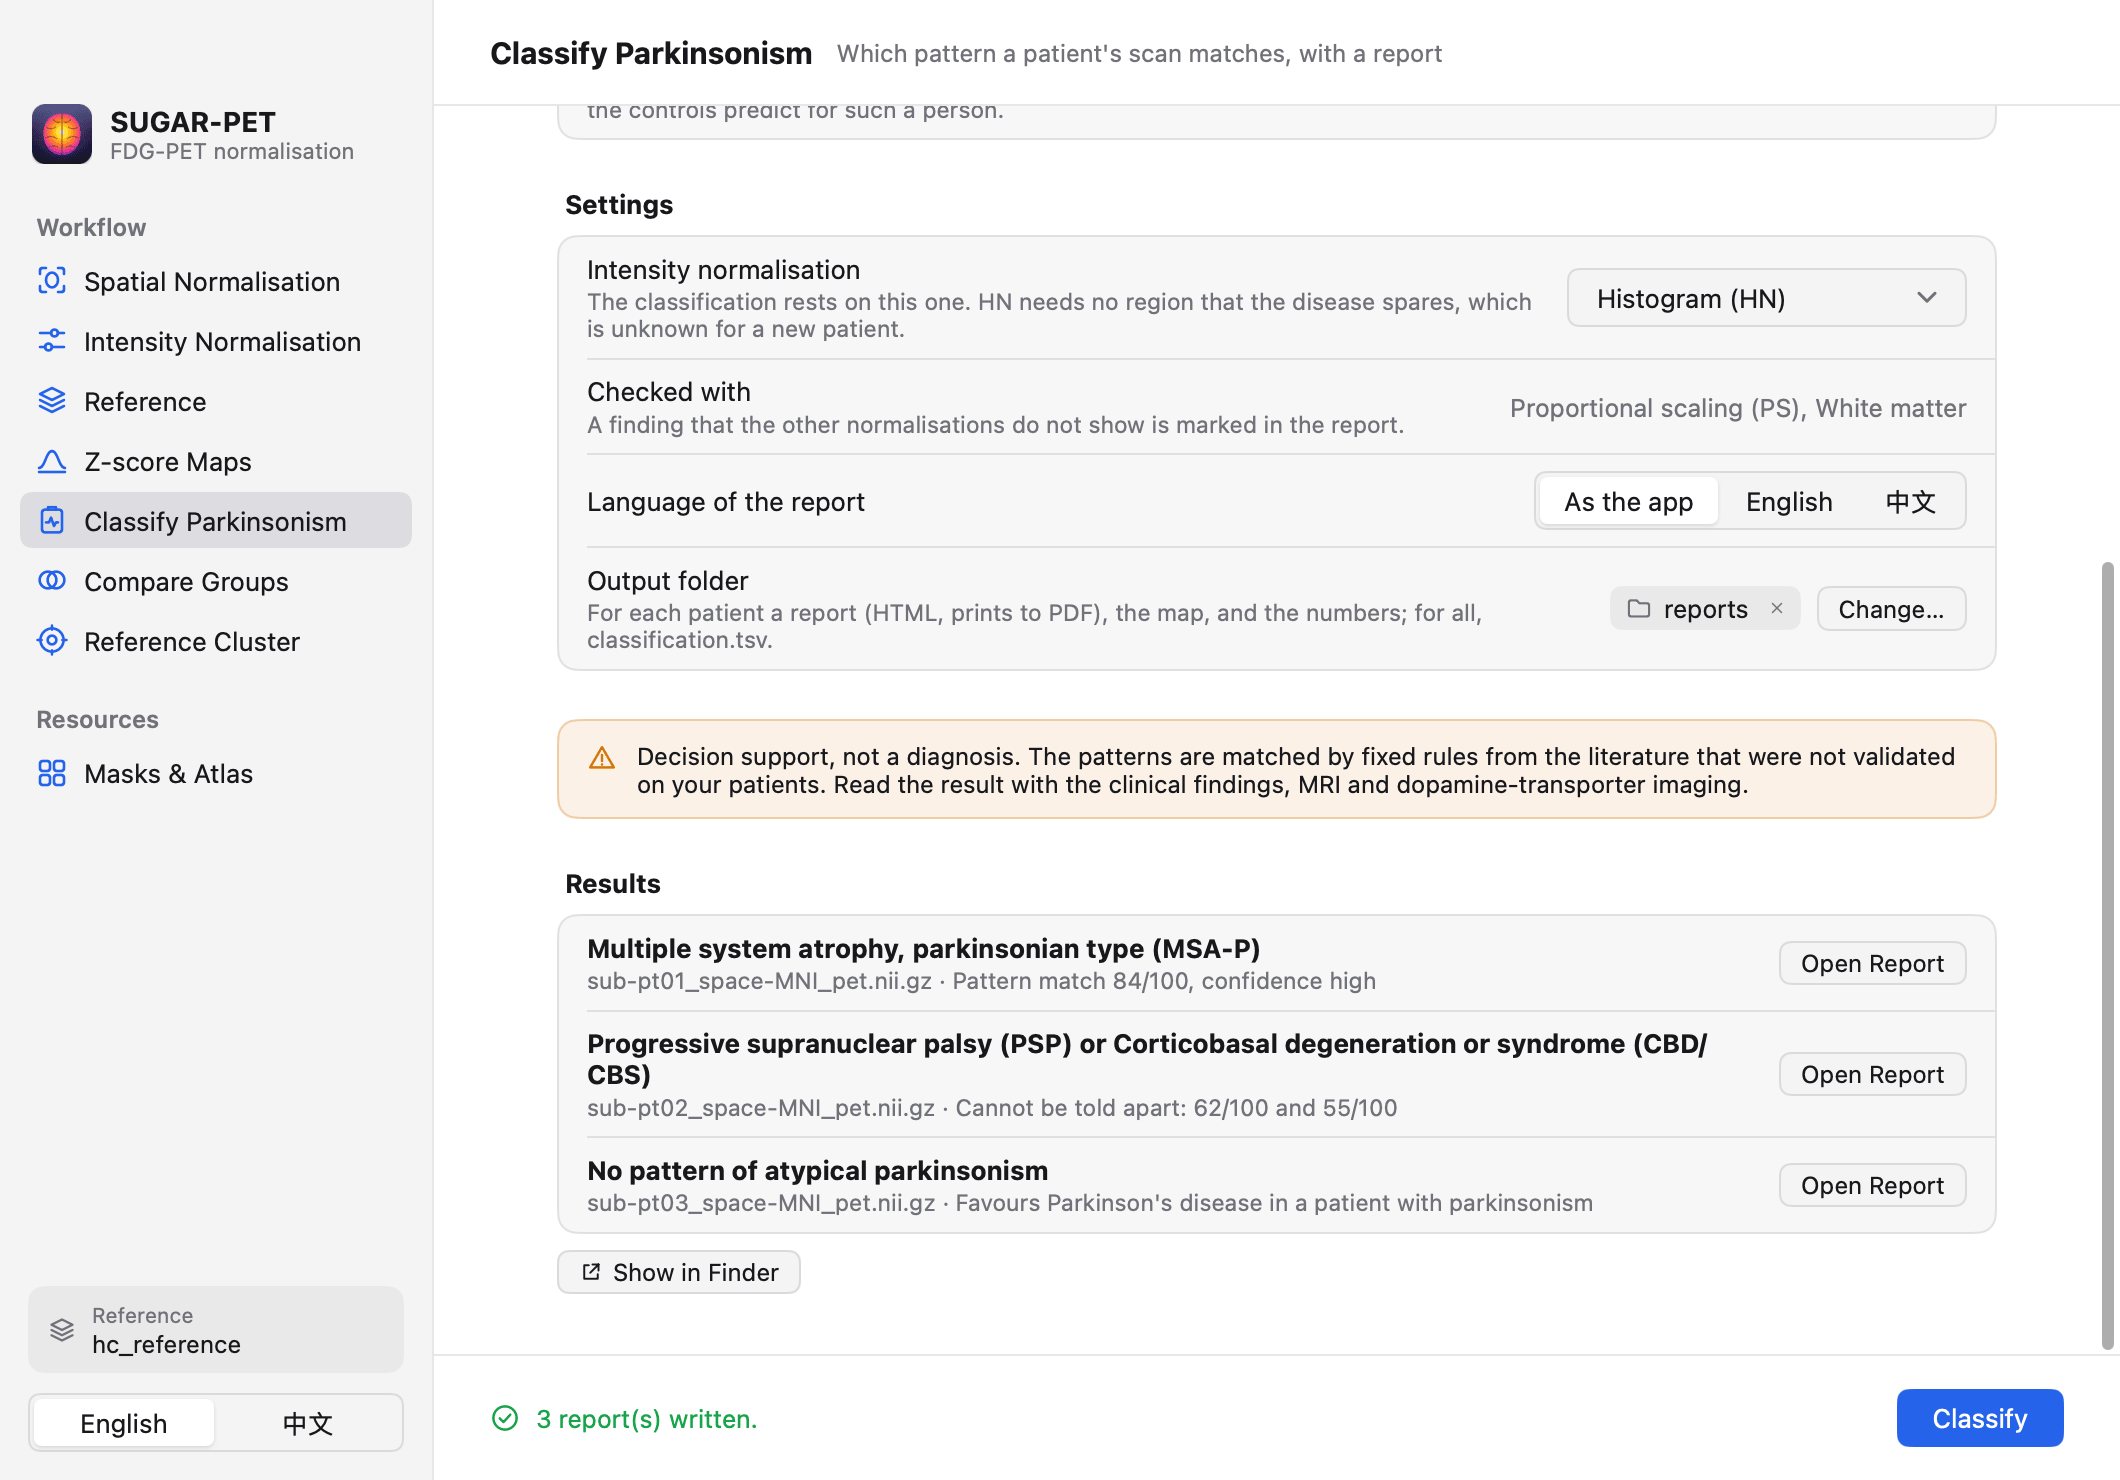 Classify Parkinsonism
Which pattern a patient's scan matches, with a report
SUGAR-PET
FDG-PET normalisation
Workflow
Spatial Normalisation
Intensity Normalisation
Reference
Z-score Maps
Classify Parkinsonism
Compare Groups
Reference Cluster
Resources
Masks & Atlas
Reference
hc_reference
English
中文
the controls predict for such a person.
Settings
Intensity normalisation
The classification rests on this one. HN needs no region that the disease spares, which
is unknown for a new patient.
Histogram (HN)
Checked with
A finding that the other normalisations do not show is marked in the report.
Proportional scaling (PS), White matter
Language of the report
As the app
English
中文
Output folder
For each patient a report (HTML, prints to PDF), the map, and the numbers; for all,
classification.tsv.
reports ×
Change...
Decision support, not a diagnosis. The patterns are matched by fixed rules from the literature that were not validated
on your patients. Read the result with the clinical findings, MRI and dopamine-transporter imaging.
Results
Multiple system atrophy, parkinsonian type (MSA-P)
sub-pt01_space-MNI_pet.nii.gz · Pattern match 84/100, confidence high
Open Report
Progressive supranuclear palsy (PSP) or Corticobasal degeneration or syndrome (CBD/
CBS)
sub-pt02_space-MNI_pet.nii.gz · Cannot be told apart: 62/100 and 55/100
Open Report
No pattern of atypical parkinsonism
sub-pt03_space-MNI_pet.nii.gz · Favours Parkinson's disease in a patient with parkinsonism
Open Report
Show in Finder
3 report(s) written.
Classify